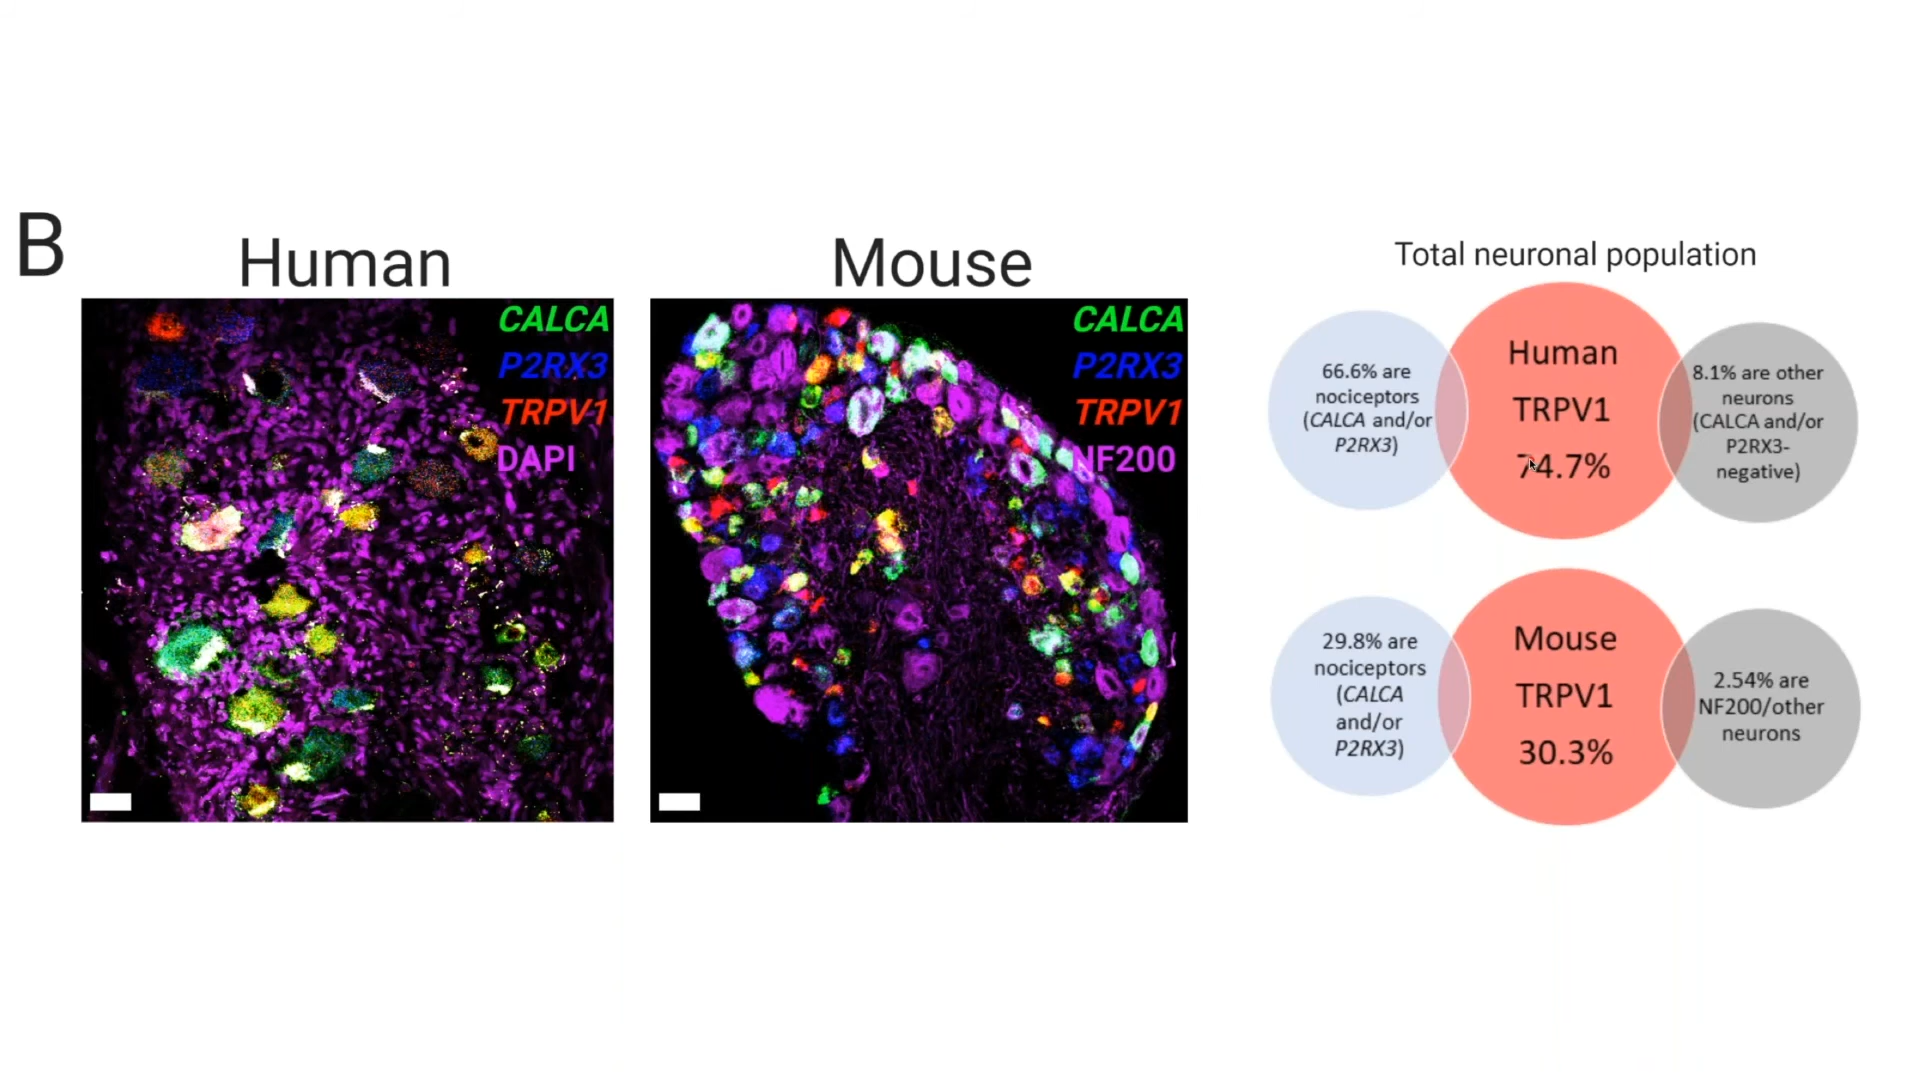 B
Human
CALCA
P2RX3
TRPV1
DAPI
Mouse
CALCA
P2RX3
TRPV1
NF200
Total neuronal population
66.6% are
nociceptors
(CALCA and/or
P2RX3)
Human
TRPV1
74.7%
8.1% are other
neurons
(CALCA and/or
P2RX3-
negative)
29.8% are
nociceptors
(CALCA
and/or
P2RX3)
Mouse
TRPV1
30.3%
2.54% are
NF200/other
neurons